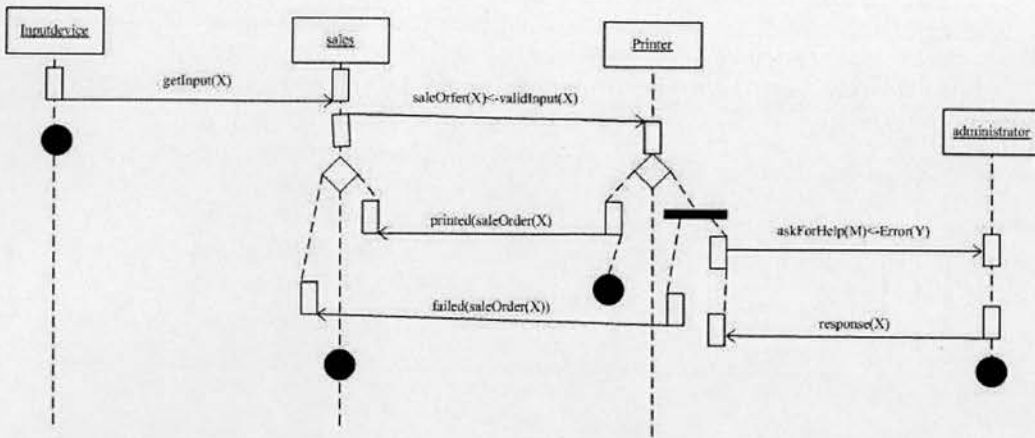 Inputdevice
sales
Printer
getInput(X)
saleOrfer(X)<-validInput(X)
administrator
printed(saleOrder(X)
askForHelp(M)<-Error(Y)
failed(saleOrder(X))
response(X)